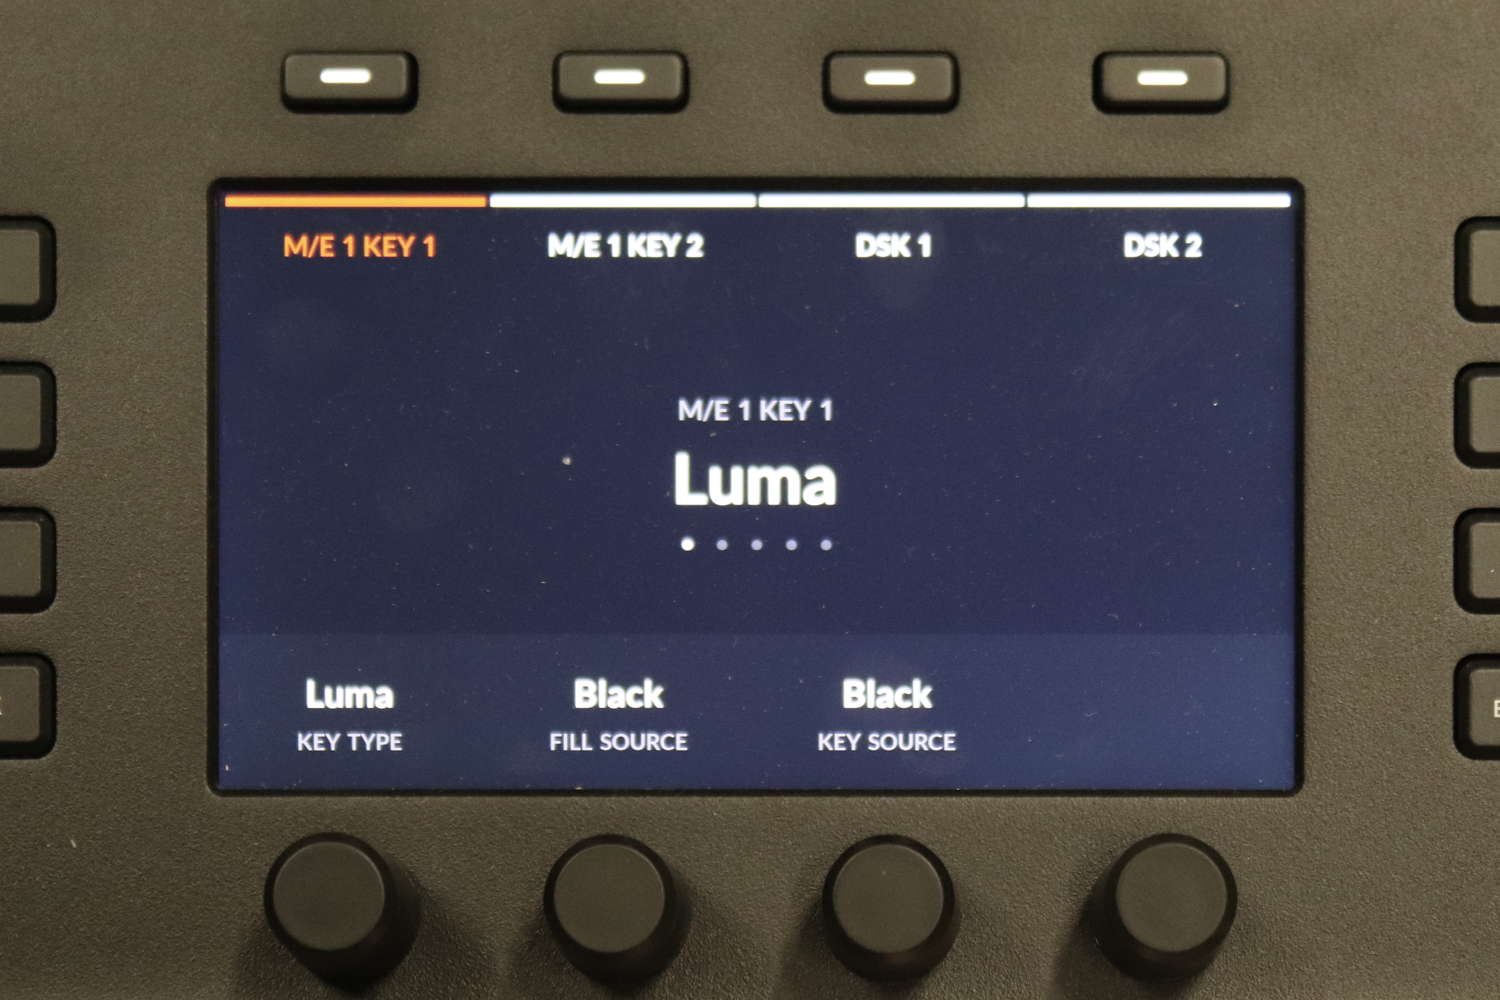 M/E 1 KEY 1
M/E 1 KEY 2
DSK 1
DSK 2
M/E 1 KEY 1
Luma
Luma
KEY TYPE
Black
FILL SOURCE
Black
KEY SOURCE